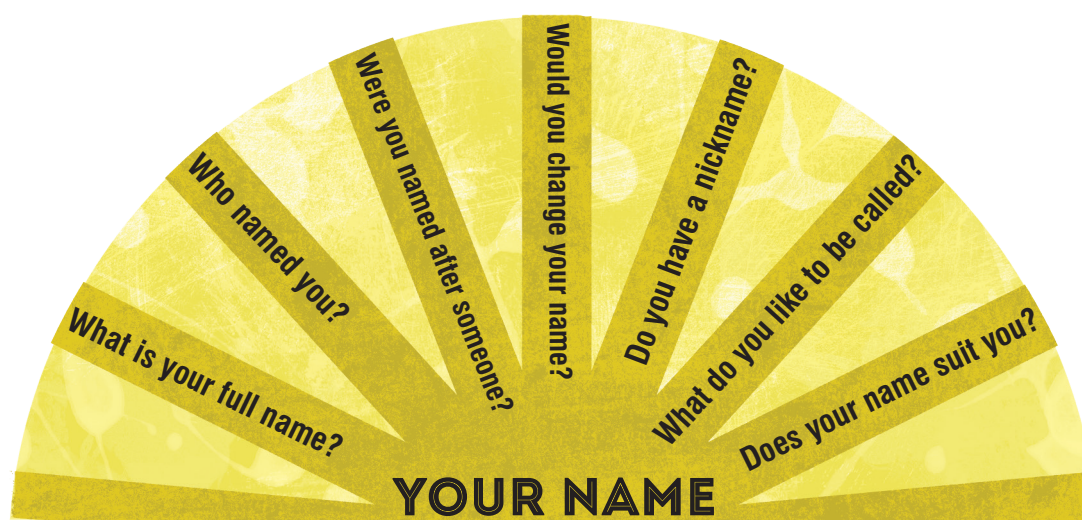 What is your full name?
Who named you?
Were you named after someone?
Would you change your name?
Do you have a nickname?
What do you like to be called?
Does your name suit you?
YOUR NAME